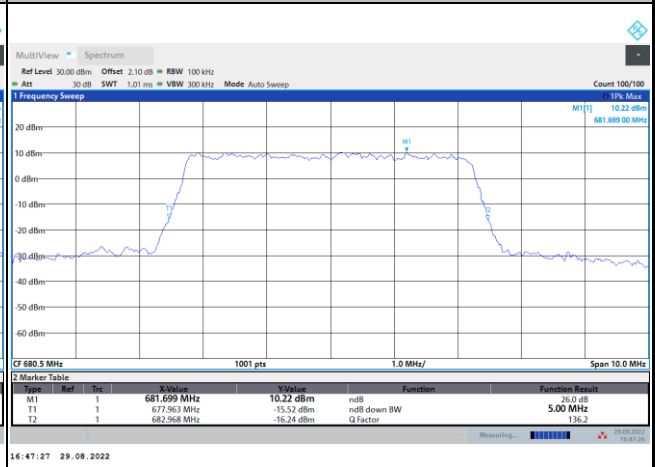 MultiView Spectrum
Ref Level 30.00 dBm Offset 2.10 dB RBW 100 kHz
Att 30 dB SWT 1.01 ms VBW 300 kHz Mode Auto Sweep Count 100/100
1 Frequency Sweep 1Pk Max
M1[1] 10.22 dBm
681.699 00 MHz
20 dBm
M1
10 dBm
0 dBm
-10 dBm
T1
T2
-20 dBm
-30 dBm
-40 dBm
-50 dBm
-60 dBm
CF 680.5 MHz 1001 pts 1.0 MHz/ Span 10.0 MHz
2 Marker Table
Type Ref Trc X-Value Y-Value Function Function Result
M1 1 681.699 MHz 10.22 dBm ndB 26.0 dB
T1 1 677.963 MHz -15.52 dBm ndB down BW 5.00 MHz
T2 1 682.968 MHz -16.24 dBm Q Factor 136.2
Measuring... 29.08.2022
16:47:26
16:47:27 29.08.2022